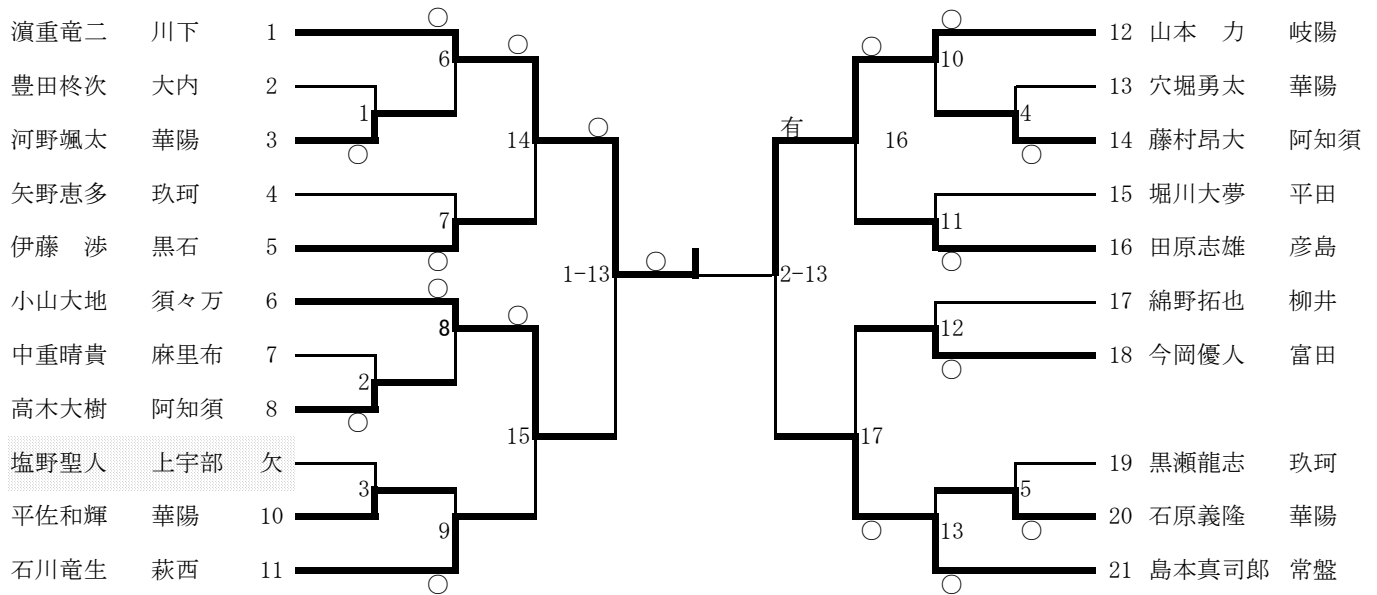 濵重竜二 川下 1
豊田柊次 大内 2
河野颯太 華陽 3
矢野恵多 玖珂 4
伊藤 渉 黒石 5
小山大地 須々万 6
中重晴貴 麻里布 7
高木大樹 阿知須 8
塩野聖人 上宇部 欠
平佐和輝 華陽 10
石川竜生 萩西 11
○
6
1
○
7
○
○
8
2
○
3
9
○
○
14
○
15
○
1-13
○
有
2-13
○
16
17
○
○
10
4
○
11
○
12
○
5
○
13
○
12 山本 力 岐陽
13 穴堀勇太 華陽
14 藤村昂大 阿知須
15 堀川大夢 平田
16 田原志雄 彦島
17 綿野拓也 柳井
18 今岡優人 富田
19 黒瀬龍志 玖珂
20 石原義隆 華陽
21 島本真司郎 常盤